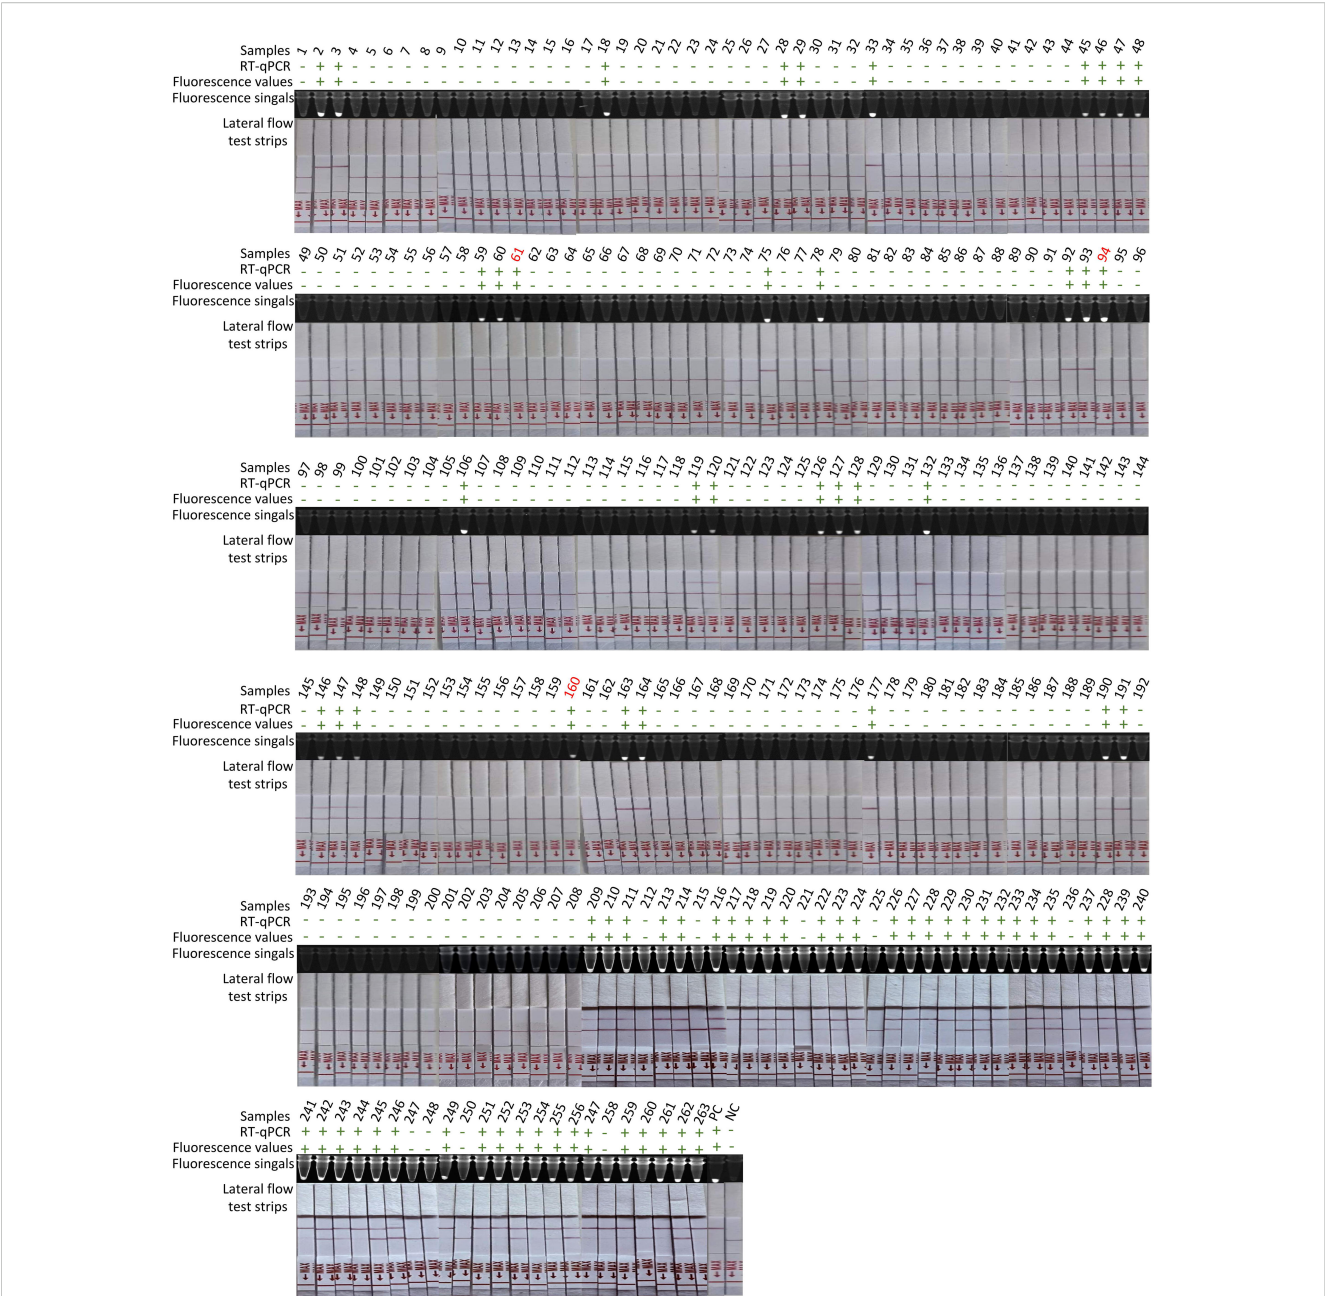 Samples 1 2 3 4 5 6 7 8 9 10 11 12 13 14 15 16 17 18 19 20 21 22 23 24 25 26 27 28 29 30 31 32 33 34 35 36 37 38 39 40 41 42 43 44 45 46 47 48
RT-qPCR - + + - - - - - - - - - - - - - - + - - - - - - - - - + + - - - + - - - - - - - - - - - + + + +
Fluorescence values - + + - - - - - - - - - - - - - - + - - - - - - - - - + + - - - + - - - - - - - - - - - + + + +
Fluorescence singals
Lateral flow
test strips
Samples 49 50 51 52 53 54 55 56 57 58 59 60 61 62 63 64 65 66 67 68 69 70 71 72 73 74 75 76 77 78 79 80 81 82 83 84 85 86 87 88 89 90 91 92 93 94 95 96
RT-qPCR - - - - - - - - - - + + + - - - - - - - - - - - - - + - - + - - - - - - - - - - - - - + + + - -
Fluorescence values - - - - - - - - - - + + + - - - - - - - - - - - - - + - - + - - - - - - - - - - - - - + + + - -
Fluorescence singals
Lateral flow
test strips
Samples 97 98 99 100 101 102 103 104 105 106 107 108 109 110 111 112 113 114 115 116 117 118 119 120 121 122 123 124 125 126 127 128 129 130 131 132 133 134 135 136 137 138 139 140 141 142 143 144
RT-qPCR - - - - - - - - - + - - - - - - - - - - - - + + - - - - - + + + - - - + - - - - - - - - - - - -
Fluorescence values - - - - - - - - - + - - - - - - - - - - - - + + - - - - - + + + - - - + - - - - - - - - - - - -
Fluorescence singals
Lateral flow
test strips
Samples 145 146 147 148 149 150 151 152 153 154 155 156 157 158 159 160 161 162 163 164 165 166 167 168 169 170 171 172 173 174 175 176 177 178 179 180 181 182 183 184 185 186 187 188 189 190 191 192
RT-qPCR - + + + - - - - - - - - - - - + - - + + - - - - - - - - - - - - + - - - - - - - - - - - - + + -
Fluorescence values - + + + - - - - - - - - - - - + - - + + - - - - - - - - - - - - + - - - - - - - - - - - - + + -
Fluorescence singals
Lateral flow
test strips
Samples 193 194 195 196 197 198 199 200 201 202 203 204 205 206 207 208 209 210 211 212 213 214 215 216 217 218 219 220 221 222 223 224 225 226 227 228 229 230 231 232 233 234 235 236 237 228 239 240
RT-qPCR - - - - - - - - - - - - - - - - + + + - + + - + + + + + - + + + - + + + + + + + + + + - + + + +
Fluorescence values - - - - - - - - - - - - - - - - + + + - + + - + + + + + - + + + - + + + + + + + + + + - + + + +
Fluorescence singals
Lateral flow
test strips
Samples 241 242 243 244 245 246 247 248 249 250 251 252 253 254 255 256 247 258 259 260 261 262 263 PC NC
RT-qPCR + + + + + + - - + - + + + + + + + - + + + + + + -
Fluorescence values + + + + + + - - + - + + + + + + + - + + + + + + -
Fluorescence singals
Lateral flow
test strips